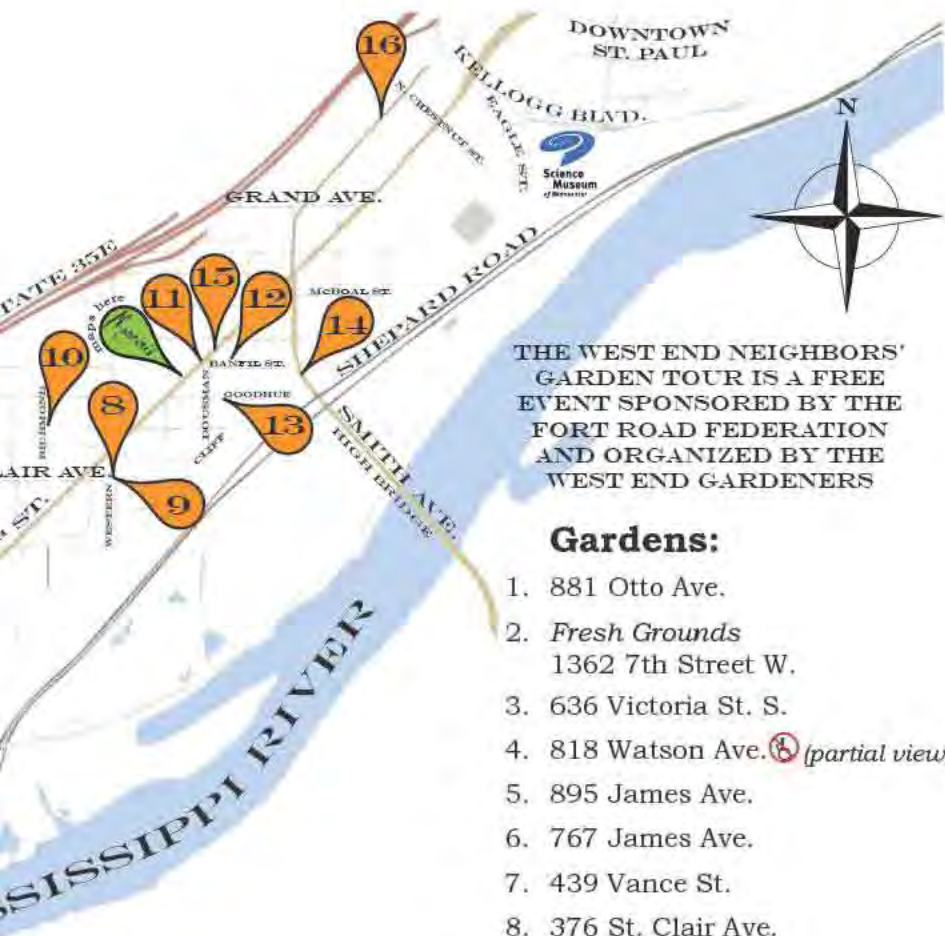 16
DOWNTOWN
ST. PAUL
KELLOGG BLVD.
N. CHESTNUT ST.
EAGLE ST.
Science
Museum
of Minnesota
N
GRAND AVE.
SHEPARD ROAD
TATE 35E
maps here
11
15
12
McBOAL ST.
14
10
BANFIL ST.
RICHMOND
8
DOUSMAN
GOODHUE
13
CLIFF
LAIR AVE.
9
WESTERN
ST.
SMITH AVE.
HIGH BRIDGE
SSISSIPPI RIVER
THE WEST END NEIGHBORS'
GARDEN TOUR IS A FREE
EVENT SPONSORED BY THE
FORT ROAD FEDERATION
AND ORGANIZED BY THE
WEST END GARDENERS
Gardens:
1. 881 Otto Ave.
2. Fresh Grounds
1362 7th Street W.
3. 636 Victoria St. S.
4. 818 Watson Ave. (partial view
5. 895 James Ave.
6. 767 James Ave.
7. 439 Vance St.
8. 376 St. Clair Ave.